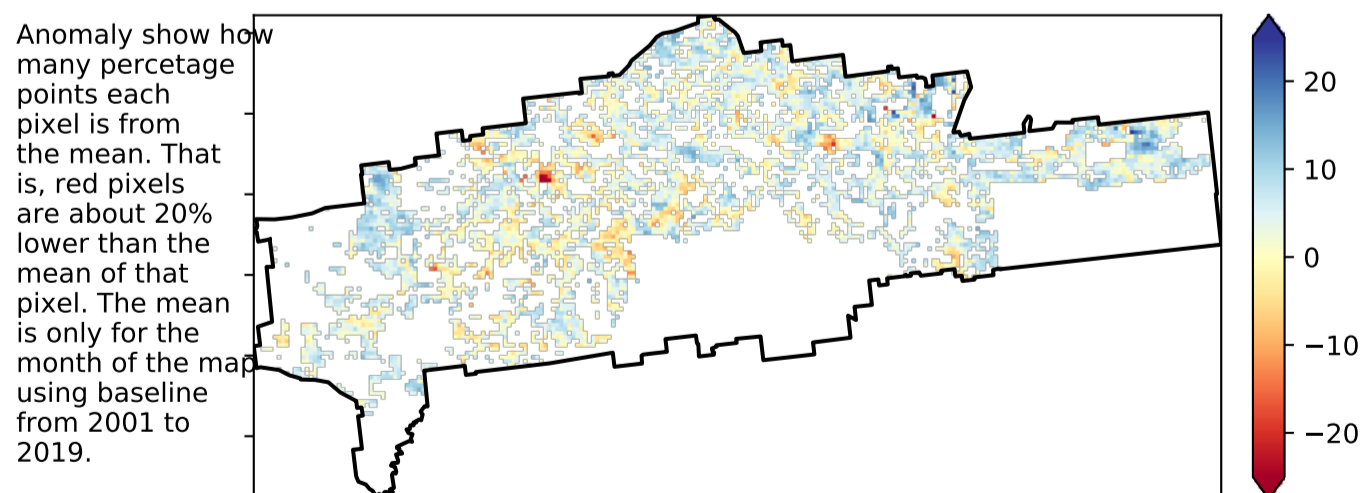 Anomaly show how
many percetage
points each
pixel is from
the mean. That
is, red pixels
are about 20%
lower than the
mean of that
pixel. The mean
is only for the
month of the map
using baseline
from 2001 to
2019.
20
10
0
−10
−20